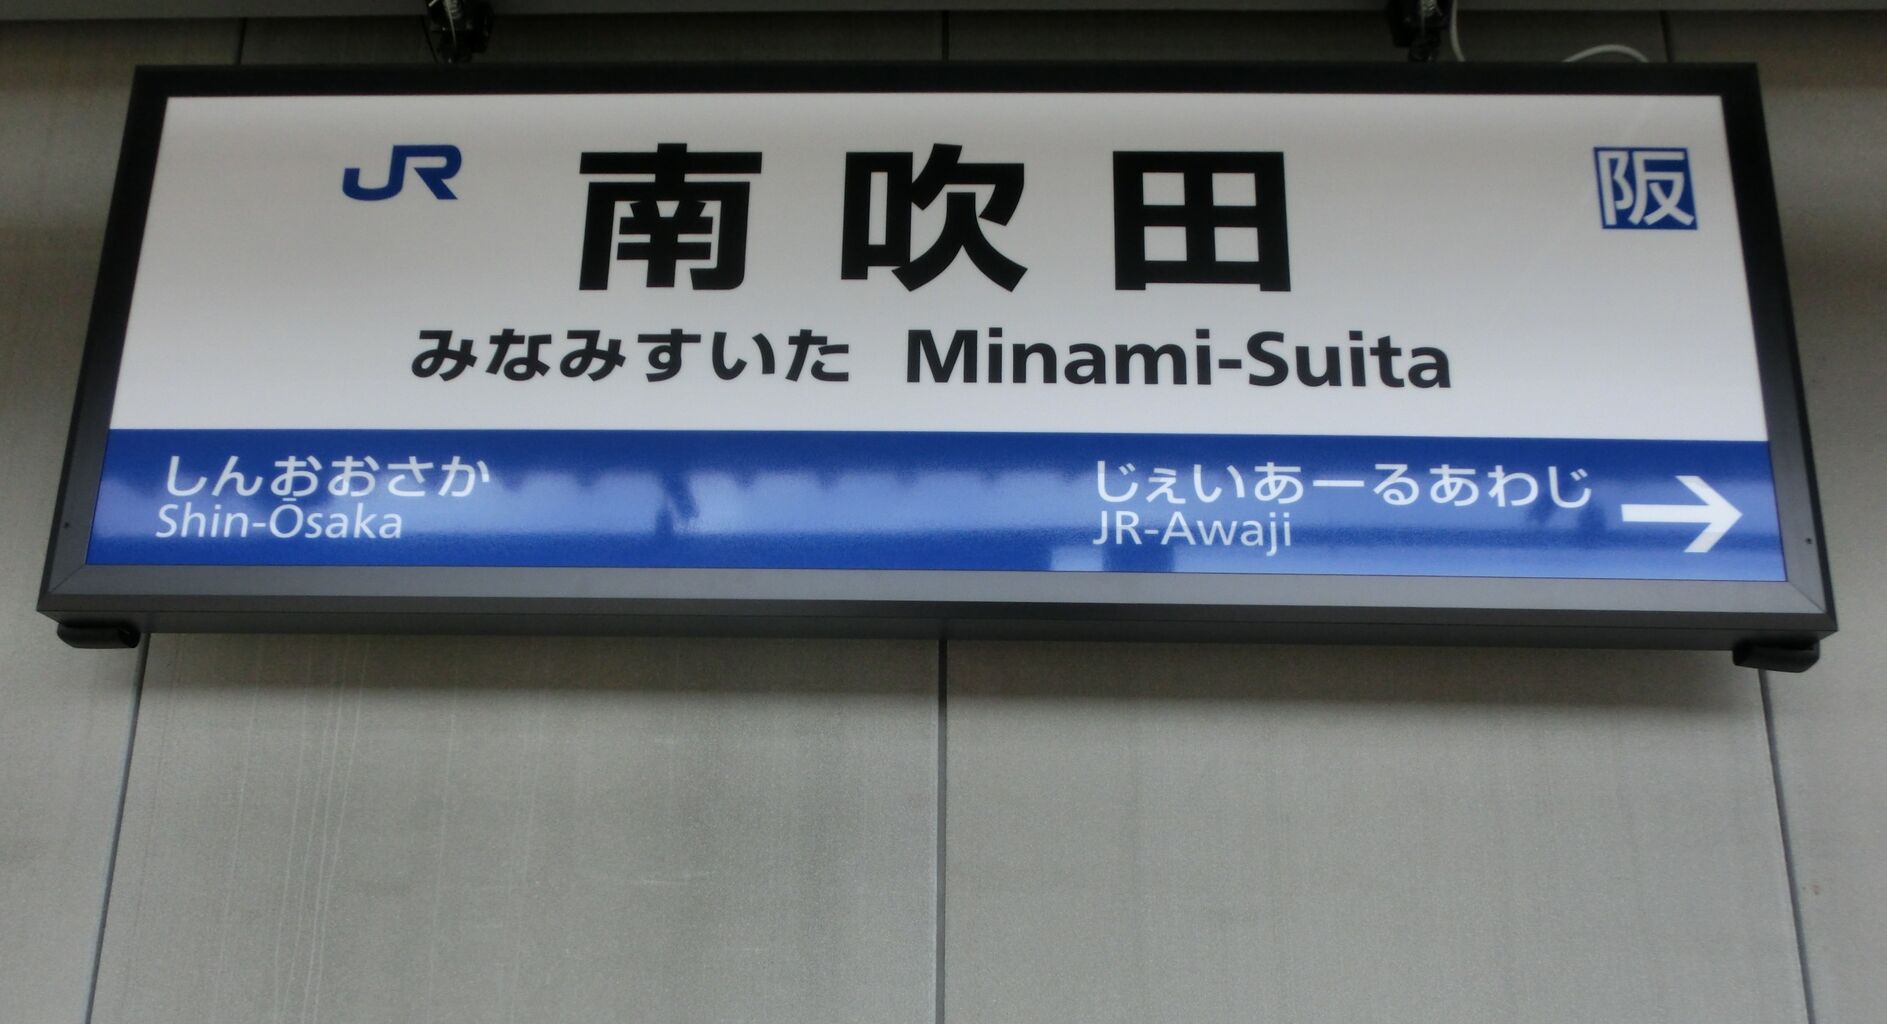 JR 南吹田 阪
みなみすいた Minami-Suita
しんおおさか じぇいあーるあわじ
Shin-Ōsaka JR-Awaji →